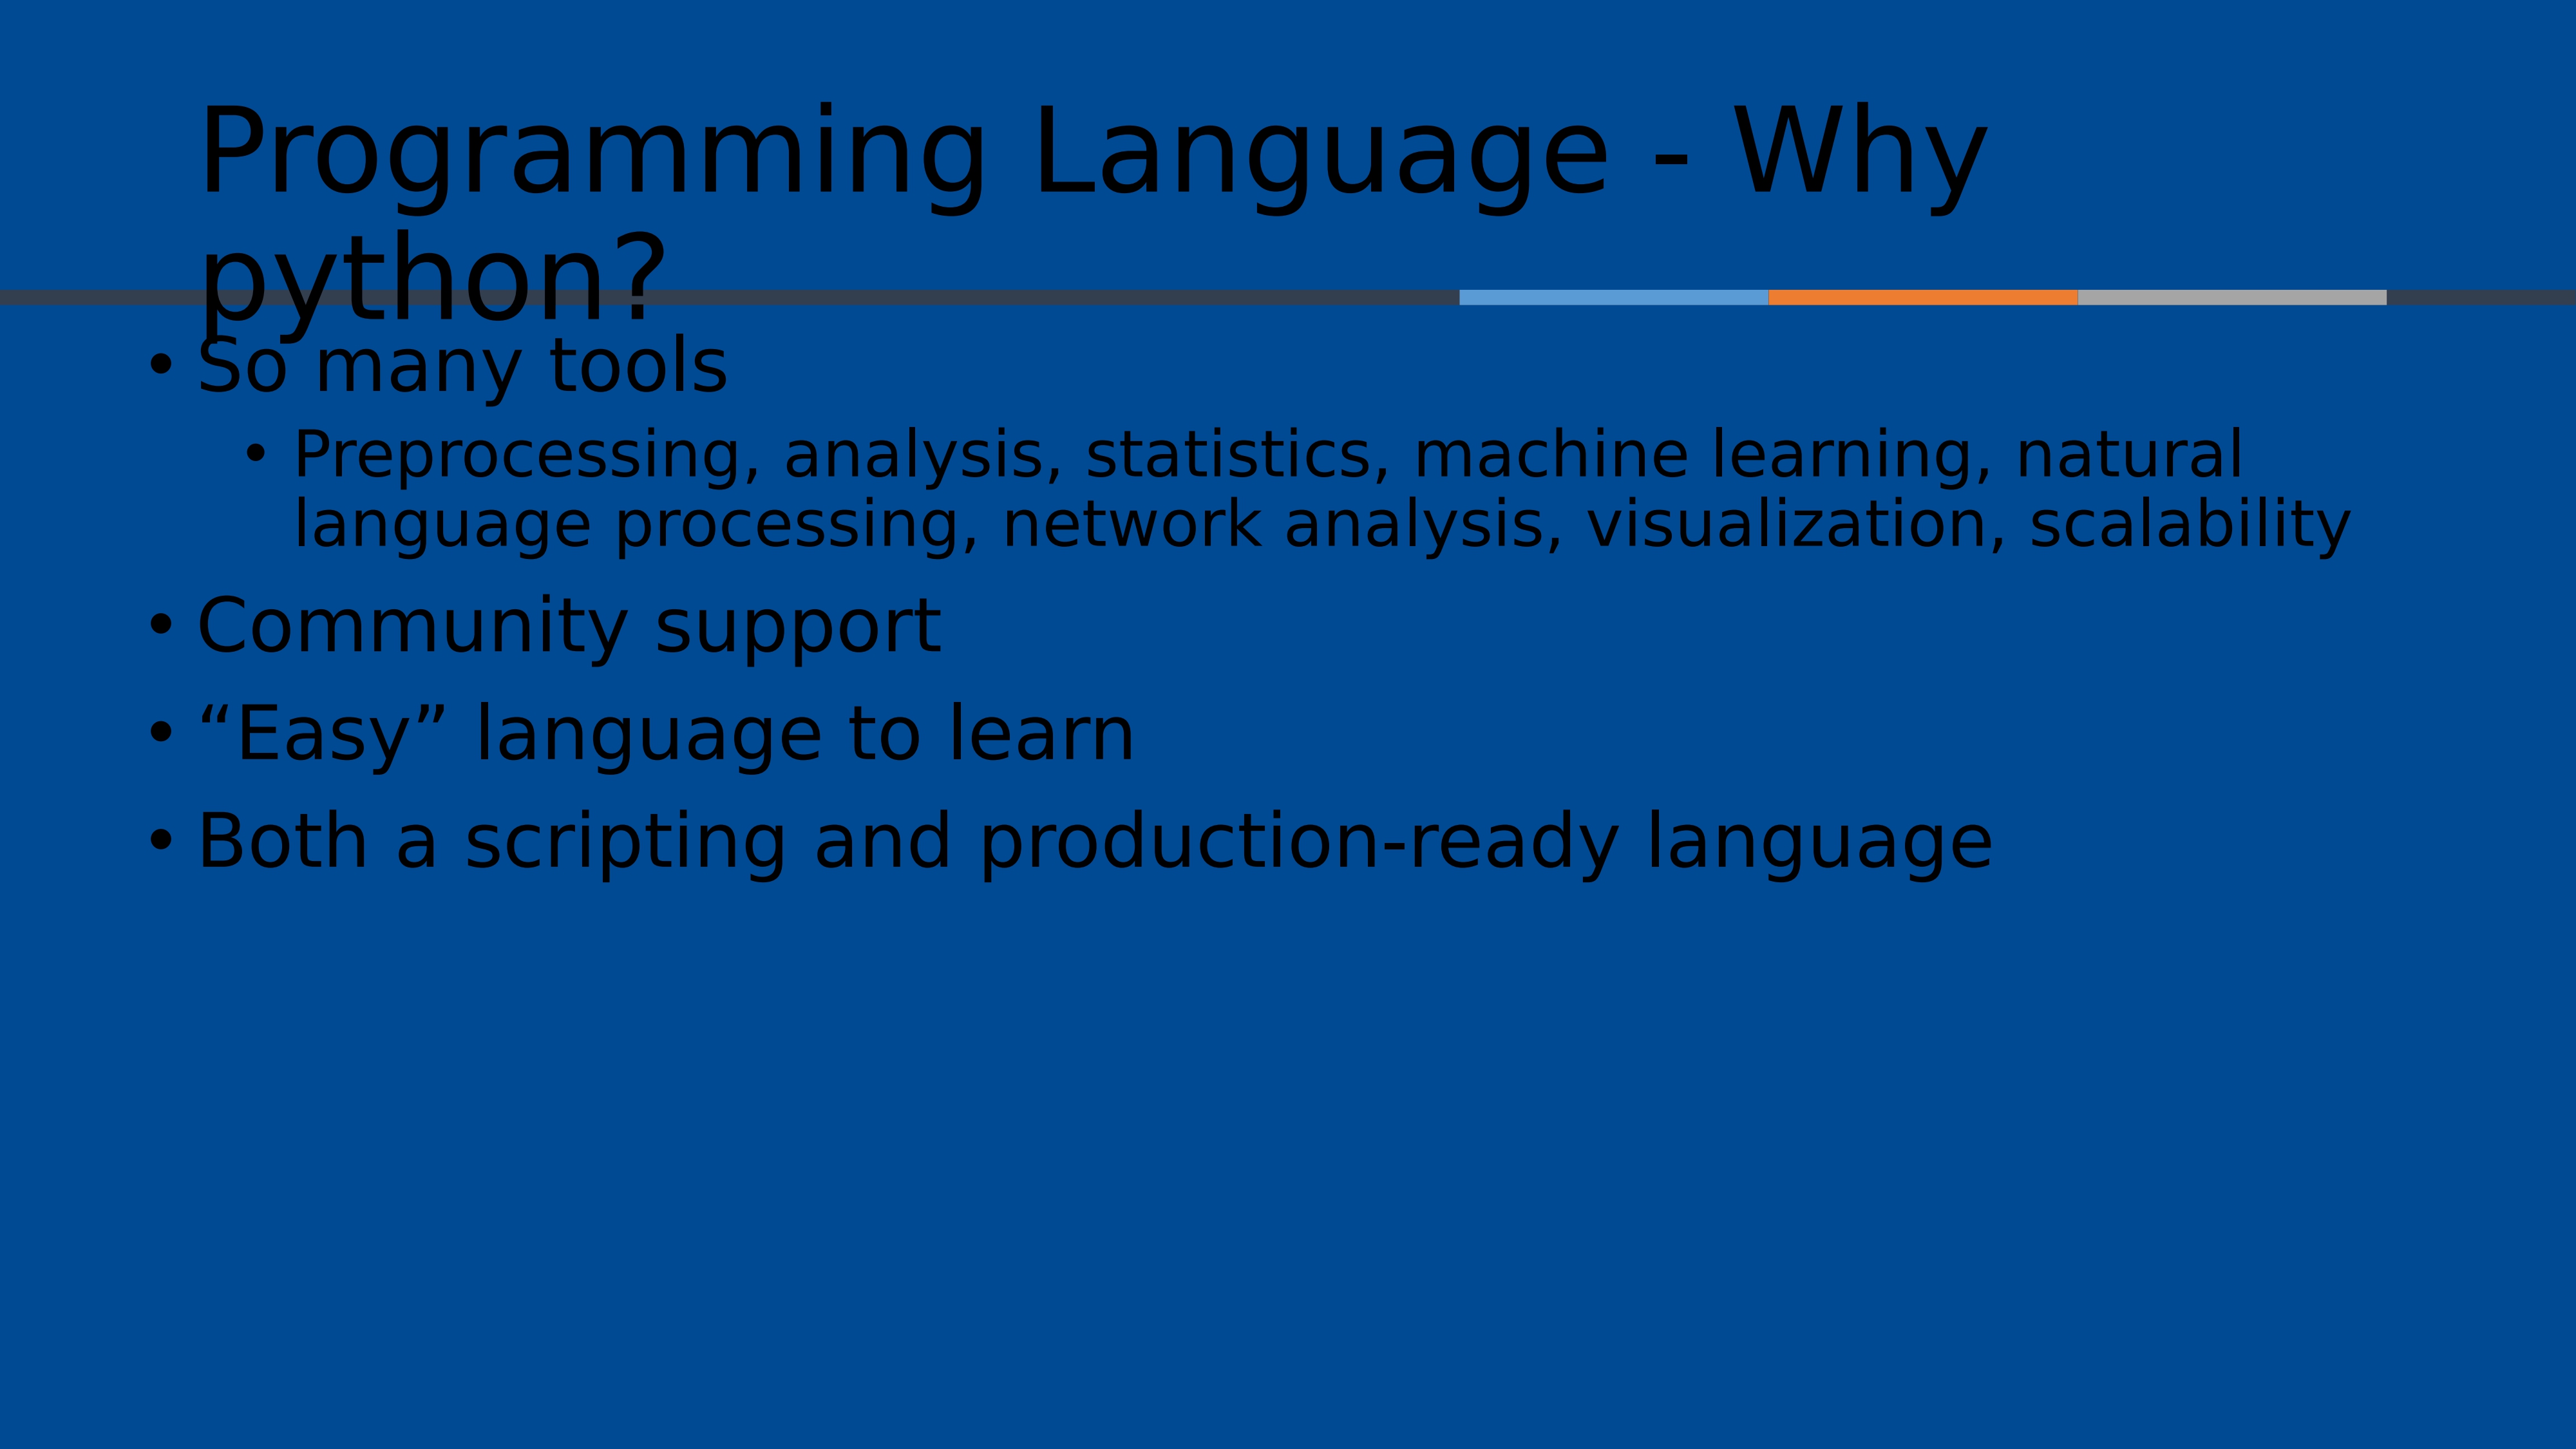 Programming Language - Why
python?
• So many tools
• Preprocessing, analysis, statistics, machine learning, natural
language processing, network analysis, visualization, scalability
• Community support
• “Easy” language to learn
• Both a scripting and production-ready language